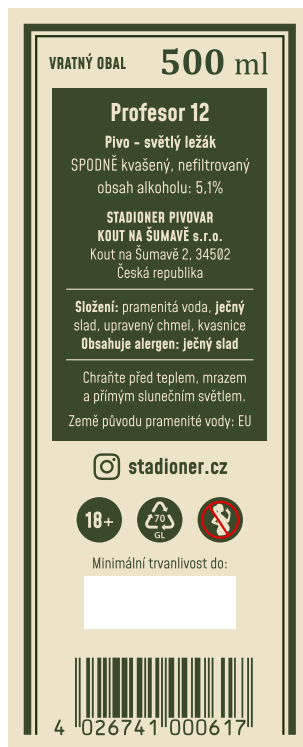 VRATNÝ OBAL 500 ml
Profesor 12
Pivo - světlý ležák
SPODNĚ kvašený, nefiltrovaný
obsah alkoholu: 5,1%
STADIONER PIVOVAR
KOUT NA ŠUMAVĚ s.r.o.
Kout na Šumavě 2, 34502
Česká republika
Složení: pramenitá voda, ječný
slad, upravený chmel, kvasnice
Obsahuje alergen: ječný slad
Chraňte před teplem, mrazem
a přímým slunečním světlem.
Země původu pramenité vody: EU
stadioner.cz
18+
70
GL
Minimální trvanlivost do:
4 026741 000617